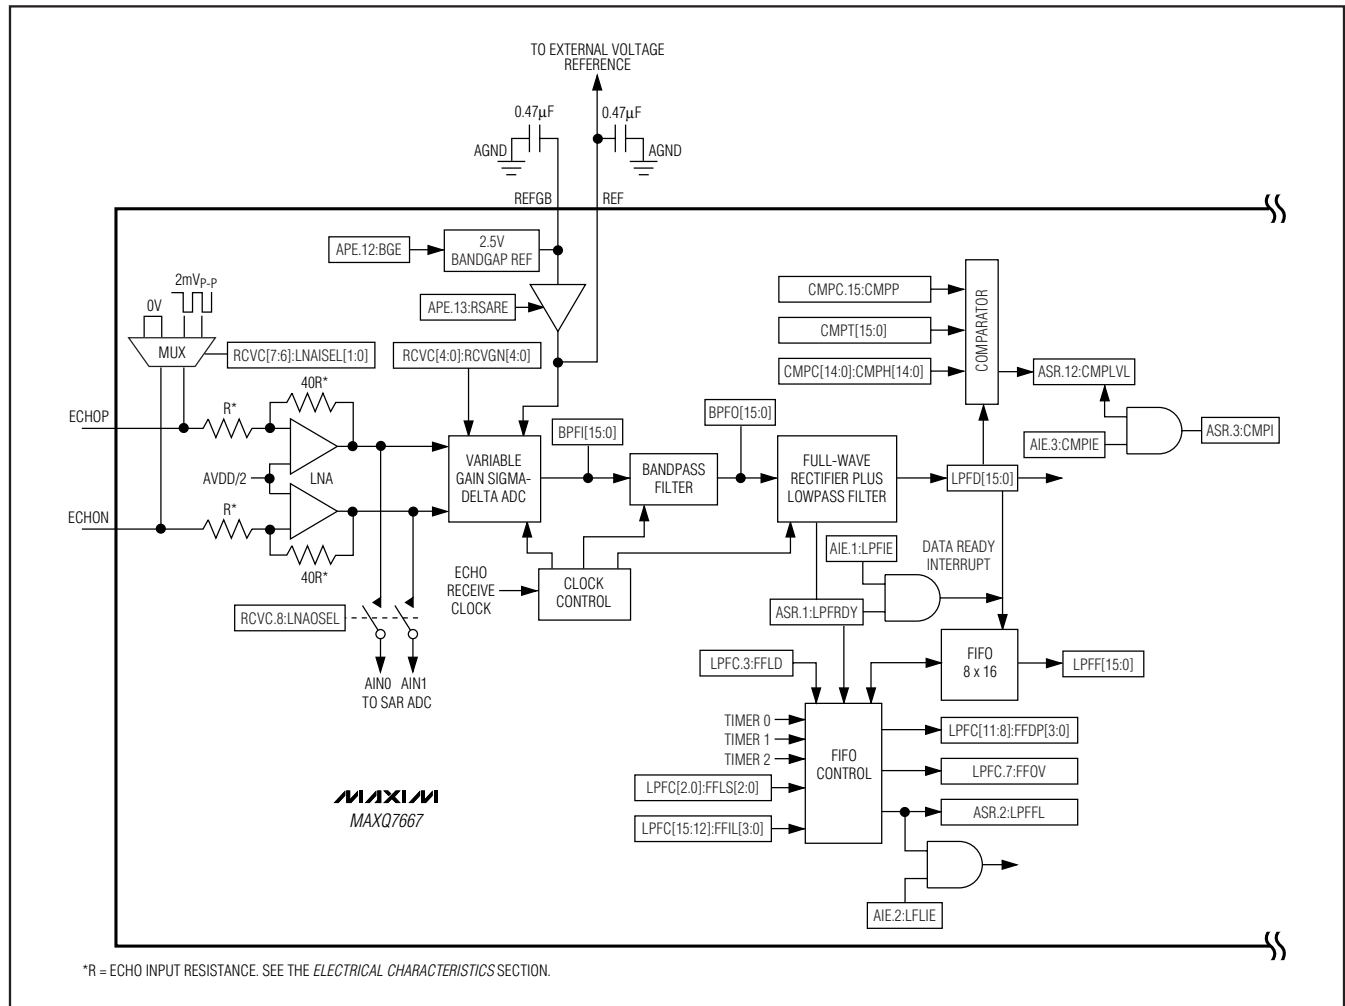 TO EXTERNAL VOLTAGE
REFERENCE
0.47µF
0.47µF
AGND
AGND
REFGB
REF
APE.12:BGE
2.5V
BANDGAP REF
APE.13:RSARE
2mVP-P
0V
MUX
RCVC[7:6]:LNAISEL[1:0]
RCVC[4:0]:RCVGN[4:0]
CMPC.15:CMPP
CMPT[15:0]
CMPC[14:0]:CMPH[14:0]
COMPARATOR
ASR.12:CMPLVL
AIE.3:CMPIE
ASR.3:CMPI
40R*
R*
ECHOP
AVDD/2
LNA
ECHON
R*
40R*
VARIABLE
GAIN SIGMA-
DELTA ADC
BPFI[15:0]
BANDPASS
FILTER
BPFO[15:0]
FULL-WAVE
RECTIFIER PLUS
LOWPASS FILTER
LPFD[15:0]
ECHO
RECEIVE
CLOCK
CLOCK
CONTROL
AIE.1:LPFIE
DATA READY
INTERRUPT
ASR.1:LPFRDY
RCVC.8:LNAOSEL
AIN0 AIN1
TO SAR ADC
LPFC.3:FFLD
FIFO
8 x 16
LPFF[15:0]
TIMER 0
TIMER 1
TIMER 2
LPFC[2.0]:FFLS[2:0]
LPFC[15:12]:FFIL[3:0]
FIFO
CONTROL
LPFC[11:8]:FFDP[3:0]
LPFC.7:FFOV
ASR.2:LPFFL
AIE.2:LFLIE
MAXIM
MAXQ7667
*R = ECHO INPUT RESISTANCE. SEE THE ELECTRICAL CHARACTERISTICS SECTION.